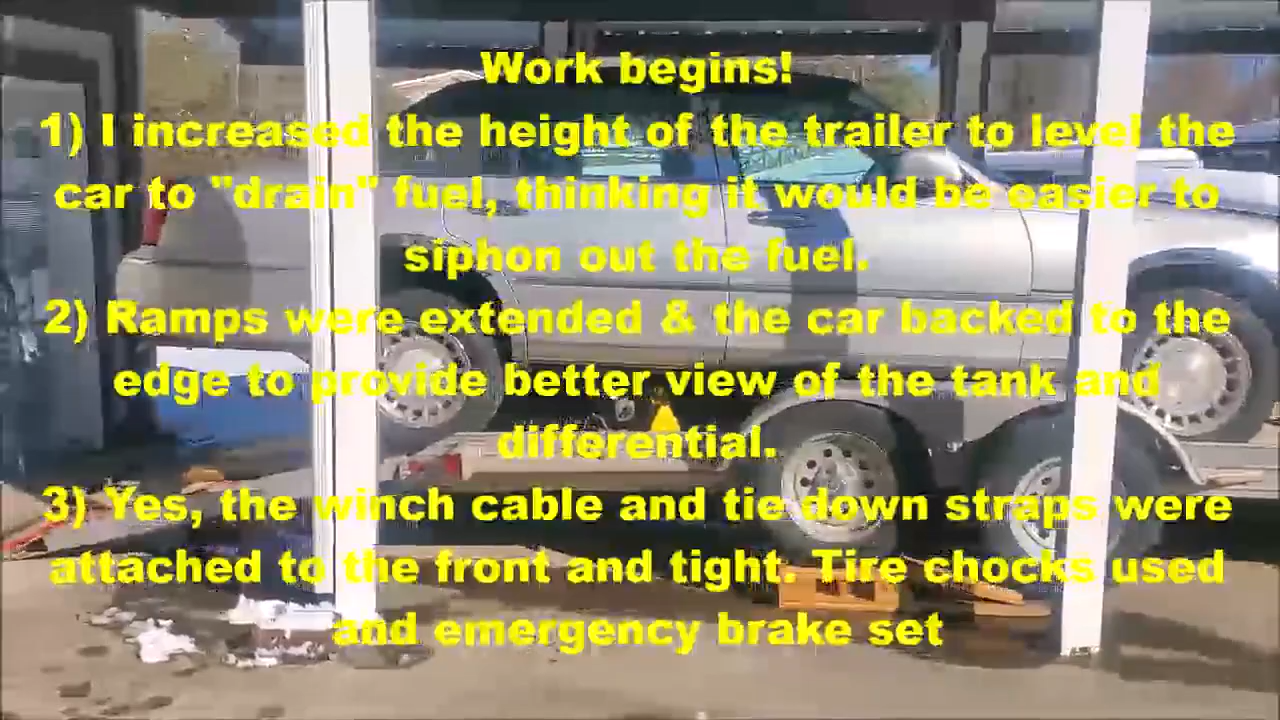 Work begins!
1) I increased the height of the trailer to level the
car to "drain" fuel, thinking it would be easier to
siphon out the fuel.
2) Ramps were extended & the car backed to the
edge to provide better view of the tank and
differential.
3) Yes, the winch cable and tie down straps were
attached to the front and tight. Tire chocks used
and emergency brake set